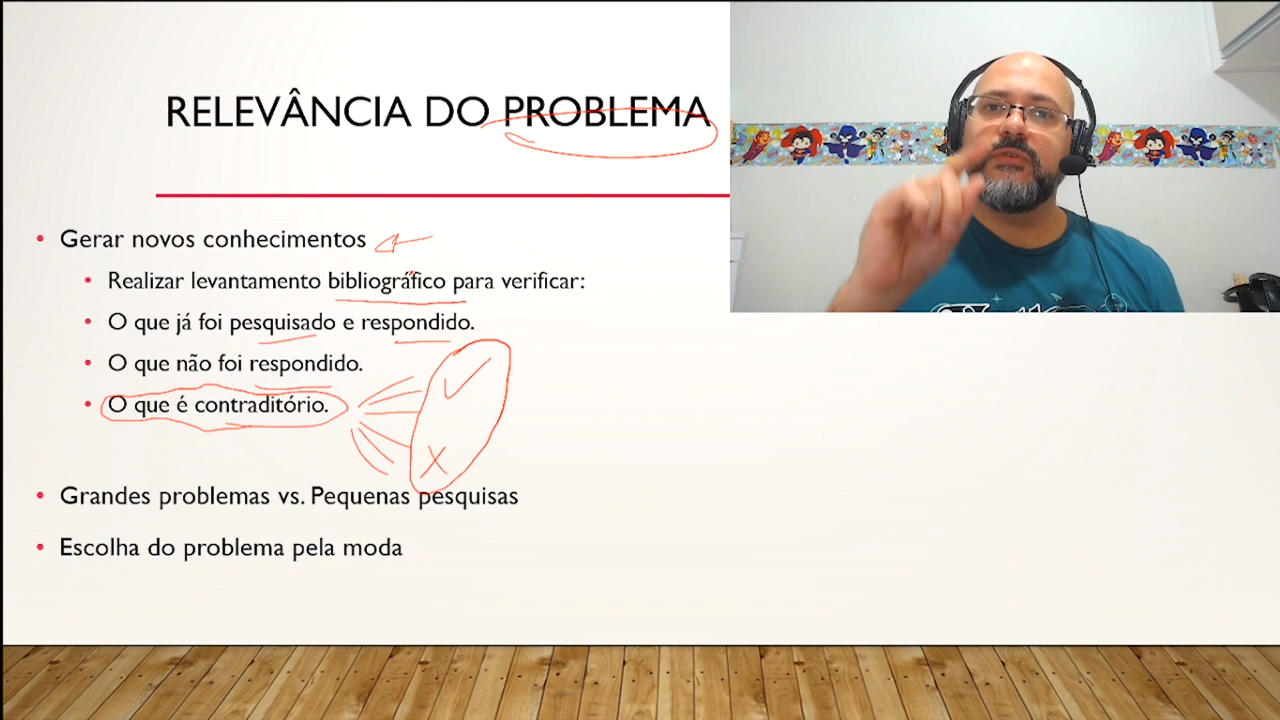 RELEVÂNCIA DO PROBLEMA
• Gerar novos conhecimentos
• Realizar levantamento bibliográfico para verificar:
• O que já foi pesquisado e respondido.
• O que não foi respondido.
• O que é contraditório.
• Grandes problemas vs. Pequenas pesquisas
• Escolha do problema pela moda